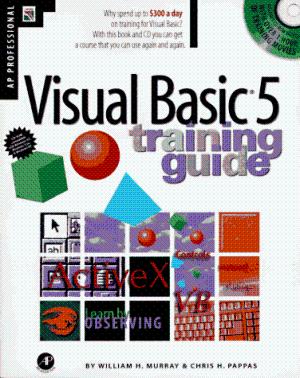 AP PROFESSIONAL
Why spend up to $300 a day
on training for Visual Basic?
With this book and CD you can get
a course that you can use again and again.
Visual Basic 5
training
guide
Controls
ActiveX
VB
Learn by
OBSERVING
BY WILLIAM H. MURRAY & CHRIS H. PAPPAS
AP